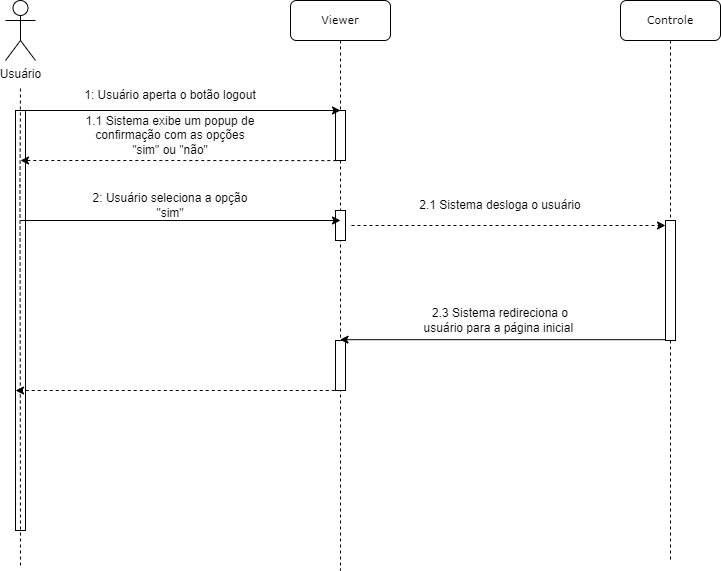 Viewer
Controle
Usuário
1: Usuário aperta o botão logout
1.1 Sistema exibe um popup de
confirmação com as opções
"sim" ou "não"
2: Usuário seleciona a opção
"sim"
2.1 Sistema desloga o usuário
2.3 Sistema redireciona o
usuário para a página inicial